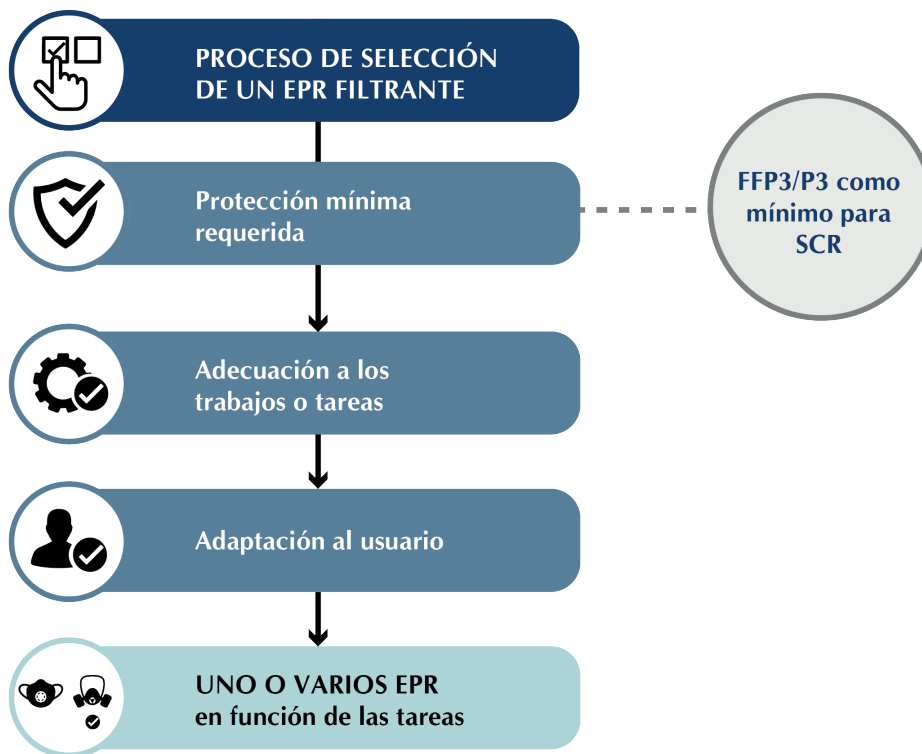 PROCESO DE SELECCIÓN
DE UN EPR FILTRANTE
Protección mínima
requerida
FFP3/P3 como
mínimo para
SCR
Adecuación a los
trabajos o tareas
Adaptación al usuario
UNO O VARIOS EPR
en función de las tareas